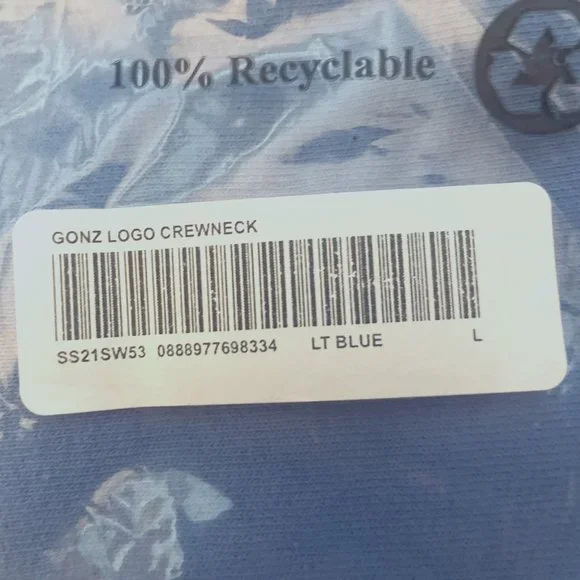 100% Recyclable
GONZ LOGO CREWNECK
SS21SW53 0888977698334 LT BLUE L